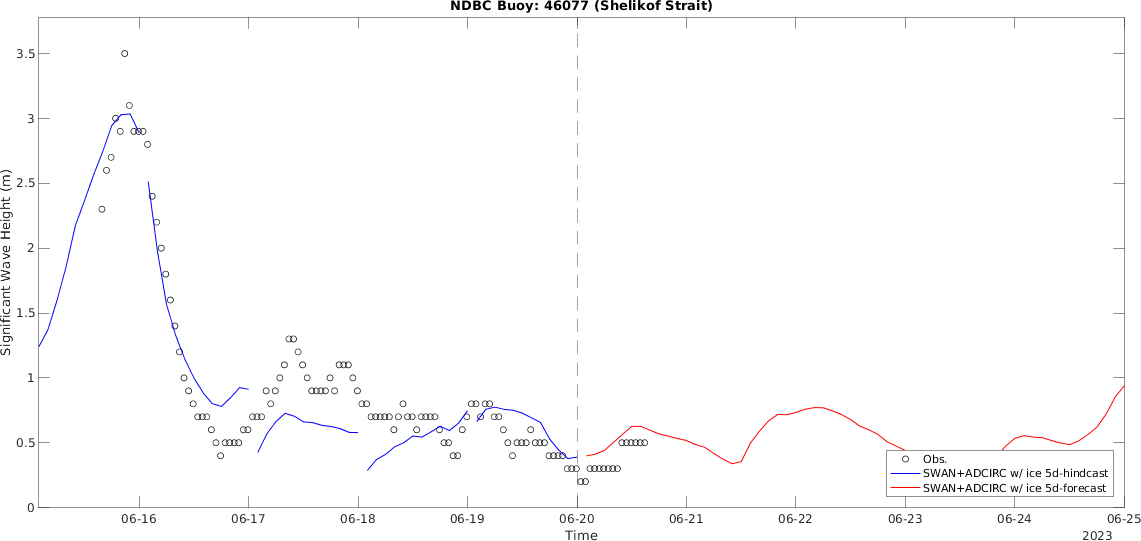 NDBC Buoy: 46077 (Shelikof Strait)
3.5
3
2.5
2
1.5
1
0.5
0
Significant Wave Height (m)
Obs.
SWAN+ADCIRC w/ ice 5d-hindcast
SWAN+ADCIRC w/ ice 5d-forecast
06-16 06-17 06-18 06-19 06-20 06-21 06-22 06-23 06-24 06-25
Time
2023